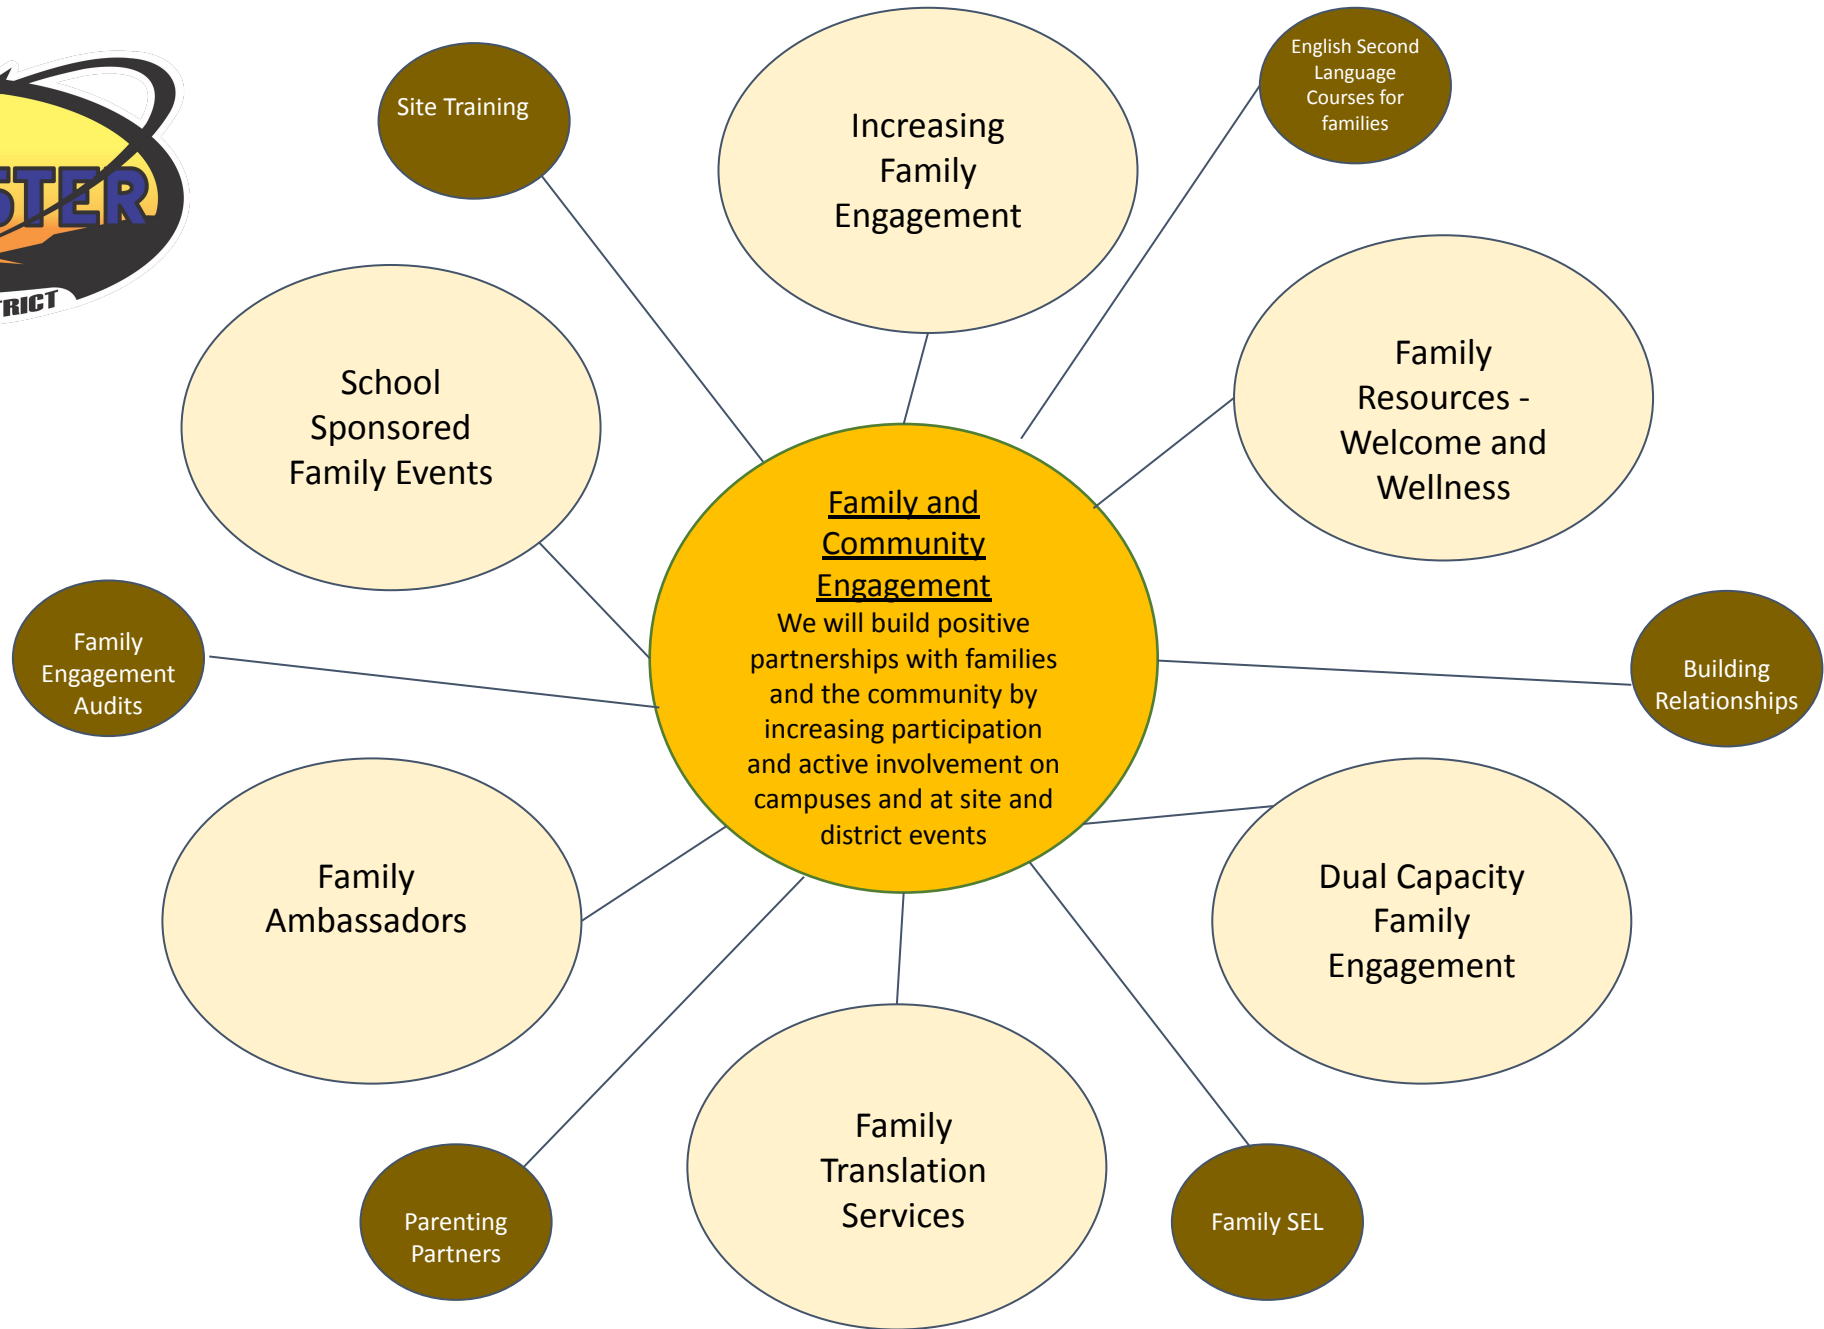 English Second
Language
Courses for
families
Site Training
Increasing
Family
Engagement
STER
TRICT
School
Sponsored
Family Events
Family
Resources -
Welcome and
Wellness
Family and
Community
Engagement
We will build positive
partnerships with families
and the community by
increasing participation
and active involvement on
campuses and at site and
district events
Family
Engagement
Audits
Building
Relationships
Family
Ambassadors
Dual Capacity
Family
Engagement
Family
Translation
Services
Parenting
Partners
Family SEL